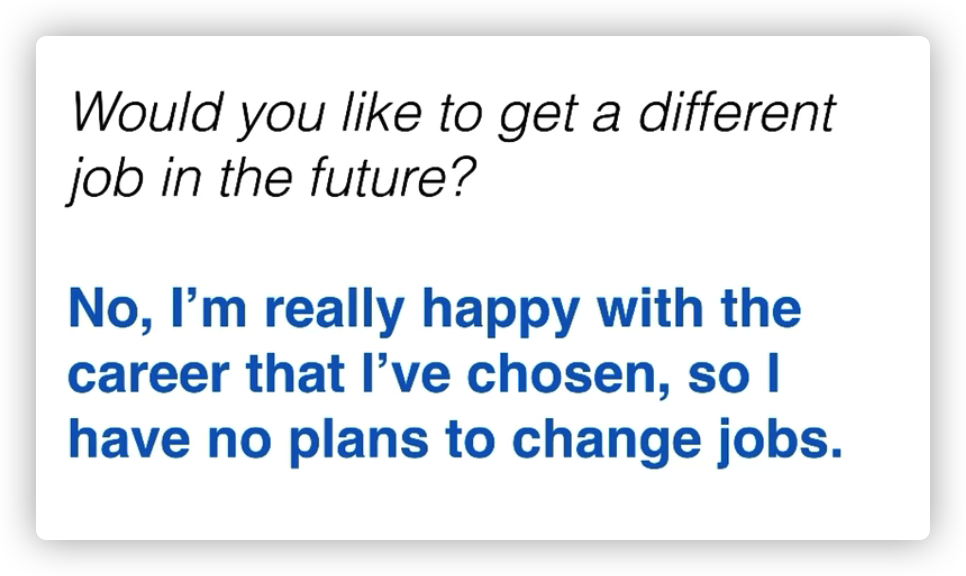 Would you like to get a different
job in the future?
No, I’m really happy with the
career that I’ve chosen, so I
have no plans to change jobs.